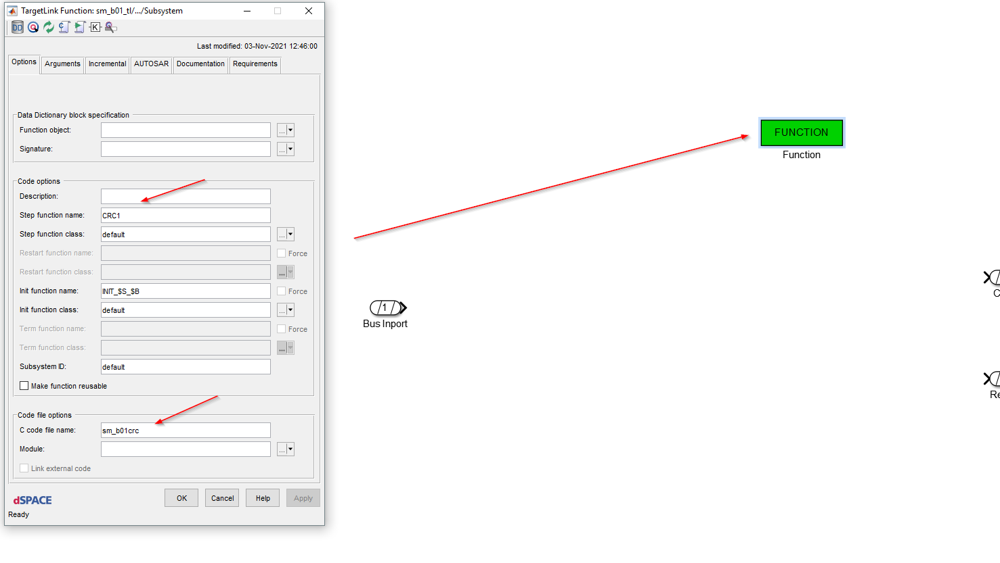 TargetLink Function: sm_b01_tl/.../Subsystem
DD
K
Last modified: 03-Nov-2021 12:46:00
Options Arguments Incremental AUTOSAR Documentation Requirements
Data Dictionary block specification
Function object: ...
Signature: ...
Code options
Description:
Step function name: CRC1
Step function class: default ...
Restart function name: Force
Restart function class: ...
Init function name: INIT_$S_$B Force
Init function class: default ...
Term function name: Force
Term function class: ...
Subsystem ID: default
Make function reusable
Code file options
C code file name: sm_b01crc
Module: ...
Link external code
dSPACE
OK Cancel Help Apply
Ready
FUNCTION
Function
1
Bus Inport
C
Re